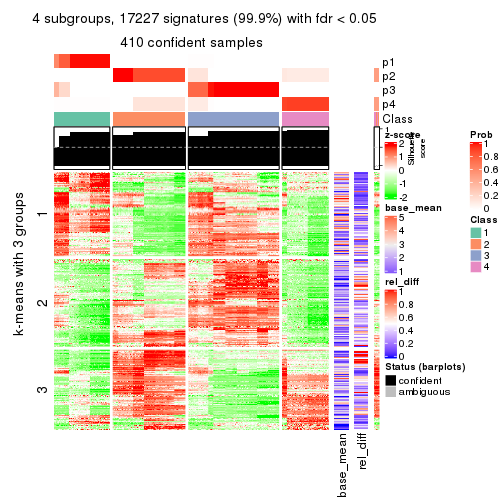 4 subgroups, 17227 signatures (99.9%) with fdr < 0.05
410 confident samples
p1
p2
p3
p4
Class
Silhouette
score
k-means with 3 groups
1
2
3
base_mean
rel_diff
z-score
2
1
0
-1
-2
base_mean
5
4
3
2
1
rel_diff
1
0.8
0.6
0.4
0.2
0
Status (barplots)
confident
ambiguous
Prob
1
0.8
0.6
0.4
0.2
0
Class
1
2
3
4